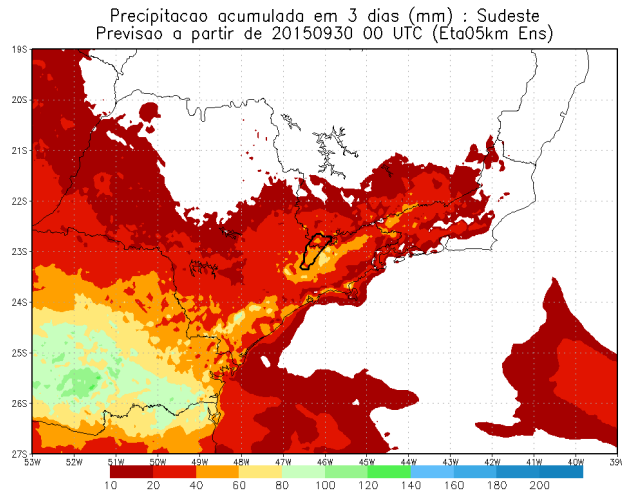 Precipitacao acumulada em 3 dias (mm) : Sudeste
Previsao a partir de 20150930 00 UTC (Eta05km Ens)
19S
20S
21S
22S
23S
24S
25S
26S
27S
53W 52W 51W 50W 49W 48W 47W 46W 45W 44W 43W 42W 41W 40W 39W
10 20 40 60 80 100 120 140 160 180 200